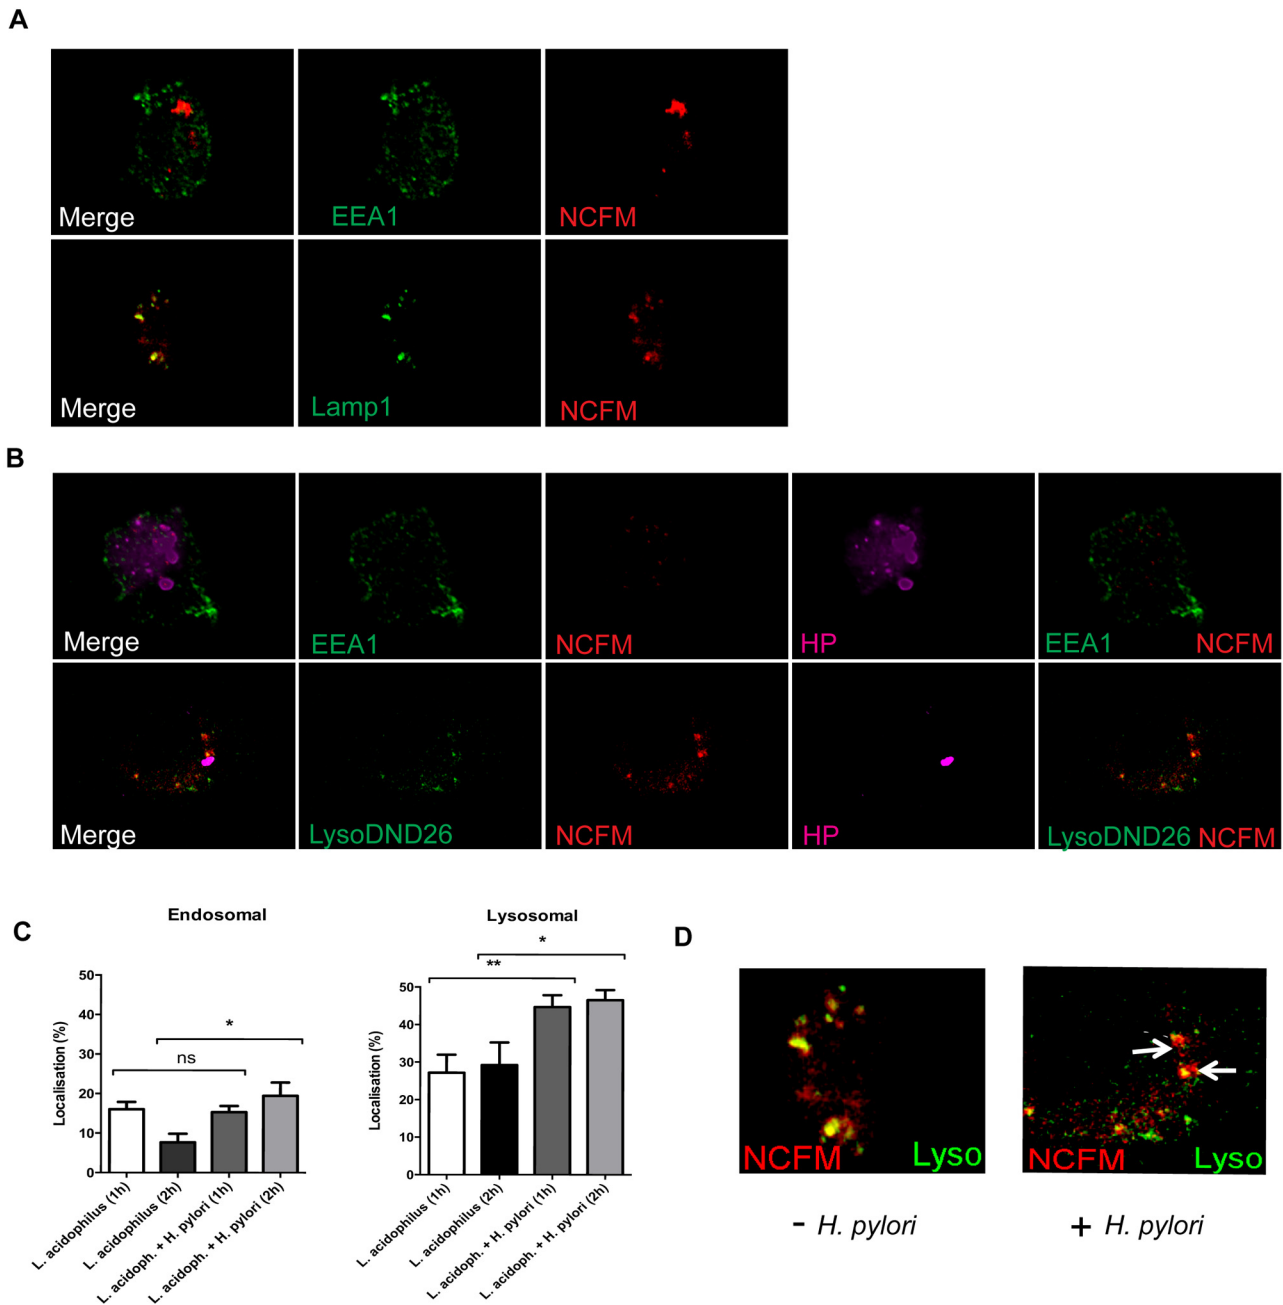 A
Merge
EEA1
NCFM
Merge
Lamp1
NCFM
B
Merge
EEA1
NCFM
HP
EEA1 NCFM
Merge
LysoDND26
NCFM
HP
LysoDND26 NCFM
C
Endosomal
Localisation (%)
50
40
30
20
10
0
ns
*
L. acidophilus (1h)
L. acidophilus (2h)
L. acidoph. + H. pylori (1h)
L. acidoph. + H. pylori (2h)
Lysosomal
Localisation (%)
50
40
30
20
10
0
**
*
L. acidophilus (1h)
L. acidophilus (2h)
L. acidoph. + H. pylori (1h)
L. acidoph. + H. pylori (2h)
D
NCFM Lyso
- H. pylori
NCFM Lyso
+ H. pylori